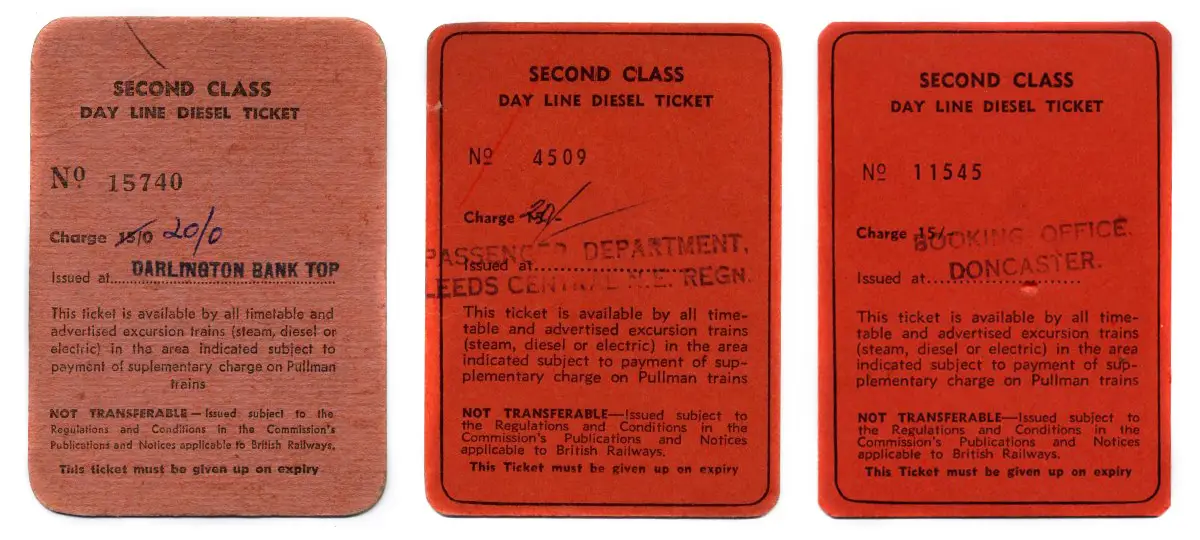 SECOND CLASS
DAY LINE DIESEL TICKET
Nº 15740
Charge 15/0 20/0
Issued at DARLINGTON BANK TOP
This ticket is available by all timetable and
advertised excursion trains (steam, diesel or
electric) in the area indicated subject to
payment of suplementary charge on Pullman
trains
NOT TRANSFERABLE — Issued subject to the
Regulations and Conditions in the Commission's
Publications and Notices applicable to British Railways.
This ticket must be given up on expiry
SECOND CLASS
DAY LINE DIESEL TICKET
Nº 4509
Charge 20/-
PASSENGER DEPARTMENT,
Issued at
LEEDS CENTRAL N.E. REGN.
This ticket is available by all time-
table and advertised excursion trains
(steam, diesel or electric) in the area
indicated subject to payment of sup-
plementary charge on Pullman trains
NOT TRANSFERABLE—Issued subject to
the Regulations and Conditions in the
Commission's Publications and Notices
applicable to British Railways.
This Ticket must be given up on expiry
SECOND CLASS
DAY LINE DIESEL TICKET
Nº 11545
Charge 15/-
BOOKING OFFICE.
Issued at DONCASTER.
This ticket is available by all time-
table and advertised excursion trains
(steam, diesel or electric) in the area
indicated subject to payment of sup-
plementary charge on Pullman trains
NOT TRANSFERABLE—Issued subject to
the Regulations and Conditions in the
Commission's Publications and Notices
applicable to British Railways.
This Ticket must be given up on expiry